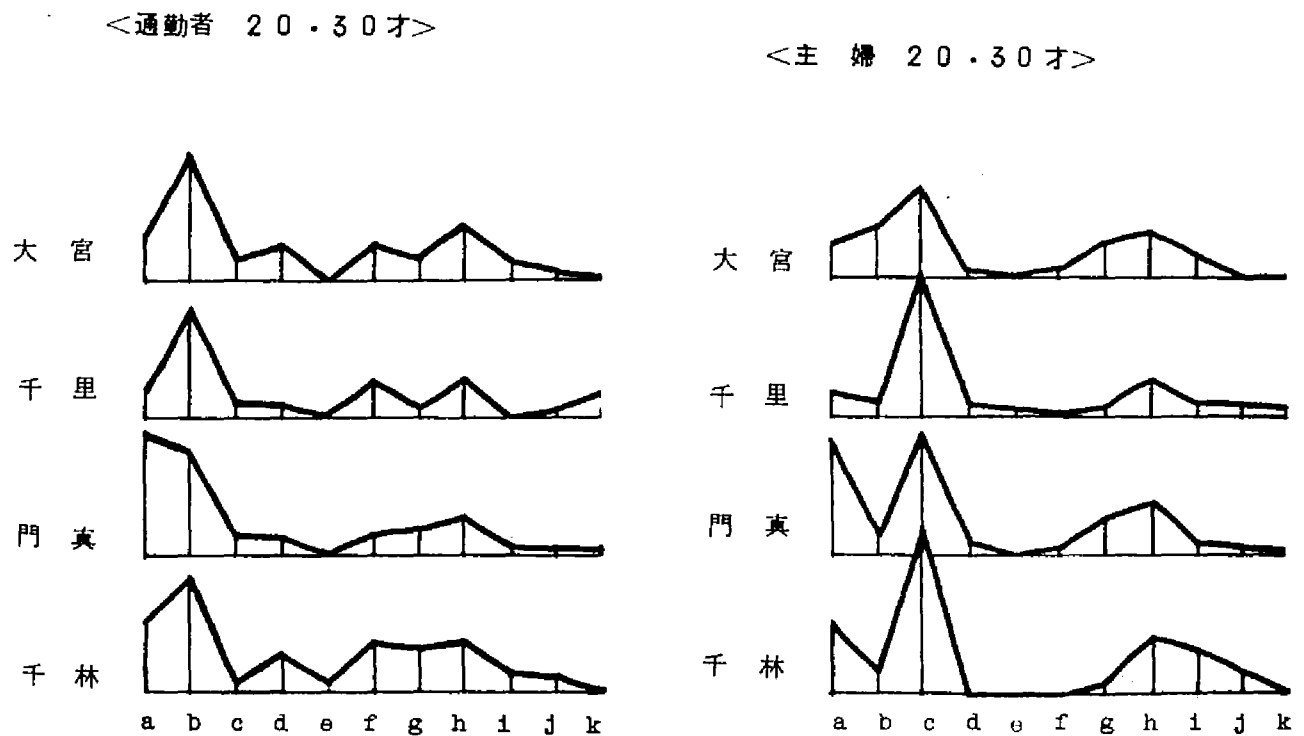 <通勤者 20・30才>
<主 婦 20・30才>
大 宮
千 里
門 真
千 林
a b c d e f g h i j k
大 宮
千 里
門 真
千 林
a b c d e f g h i j k